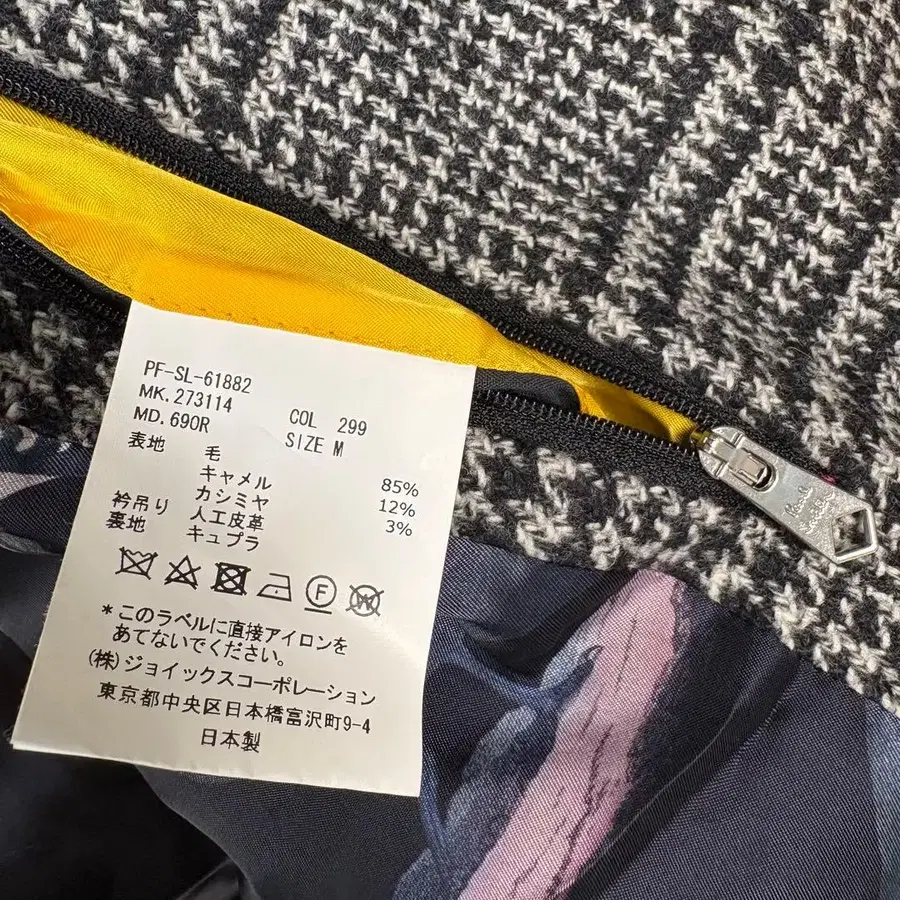 PF-SL-61882
MK. 273114
MD. 690R
COL 299
SIZE M
表地 毛 85%
キャメル 12%
カシミヤ 3%
衿吊り 人工皮革
裏地 キュプラ
F
W
*このラベルに直接アイロンを
あてないでください。
(株)ジョイックスコーポレーション
東京都中央区日本橋富沢町9-4
日本製
Paul Smith